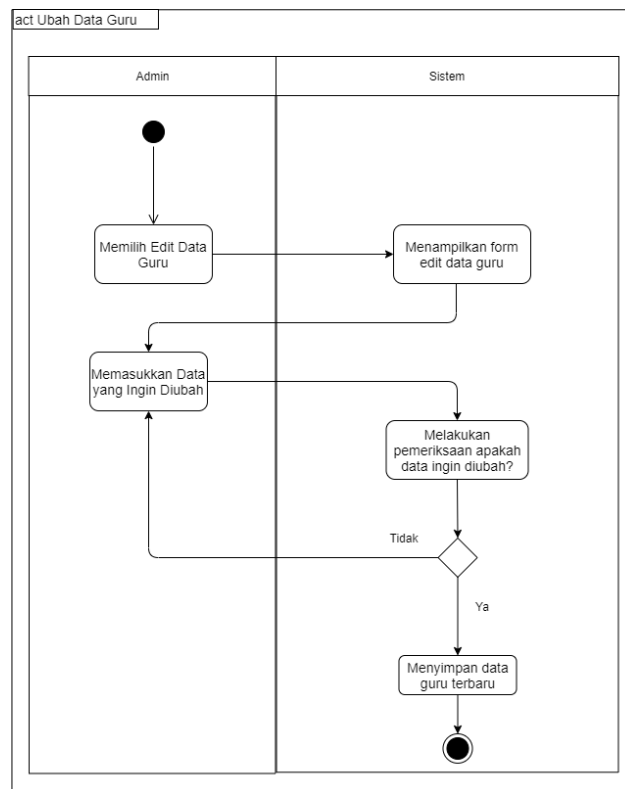 act Ubah Data Guru
Admin
Sistem
Memilih Edit Data
Guru
Menampilkan form
edit data guru
Memasukkan Data
yang Ingin Diubah
Melakukan
pemeriksaan apakah
data ingin diubah?
Tidak
Ya
Menyimpan data
guru terbaru